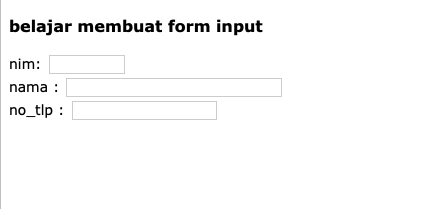 belajar membuat form input
nim:
nama :
no_tlp :